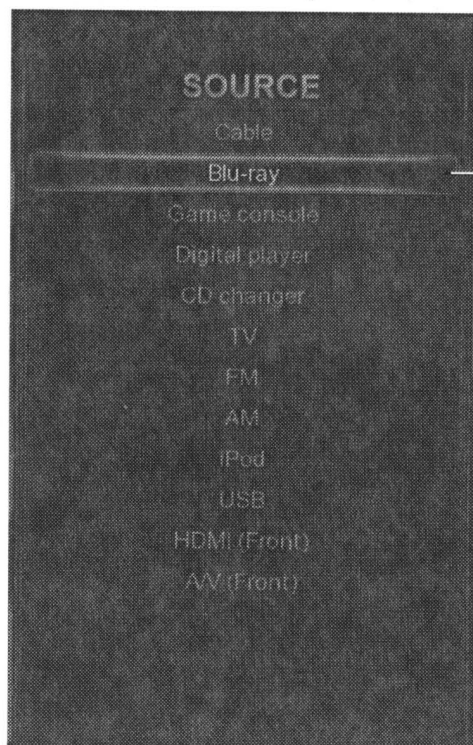 SOURCE
Cable
Blu-ray
Game console
Digital player
CD changer
TV
FM
AM
iPod
USB
HDMI (Front)
A/V (Front)